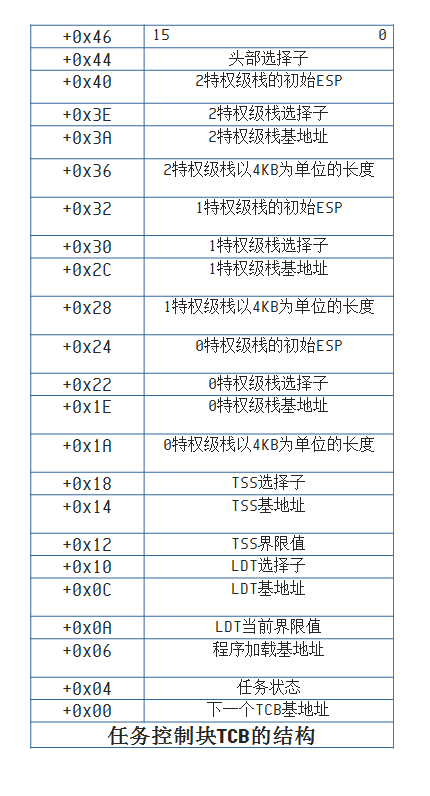 +0x46 15 0
+0x44 头部选择子
+0x40 2特权级栈的初始ESP
+0x3E 2特权级栈选择子
+0x3A 2特权级栈基地址
+0x36 2特权级栈以4KB为单位的长度
+0x32 1特权级栈的初始ESP
+0x30 1特权级栈选择子
+0x2C 1特权级栈基地址
+0x28 1特权级栈以4KB为单位的长度
+0x24 0特权级栈的初始ESP
+0x22 0特权级栈选择子
+0x1E 0特权级栈基地址
+0x1A 0特权级栈以4KB为单位的长度
+0x18 TSS选择子
+0x14 TSS基地址
+0x12 TSS界限值
+0x10 LDT选择子
+0x0C LDT基地址
+0x0A LDT当前界限值
+0x06 程序加载基地址
+0x04 任务状态
+0x00 下一个TCB基地址
任务控制块TCB的结构